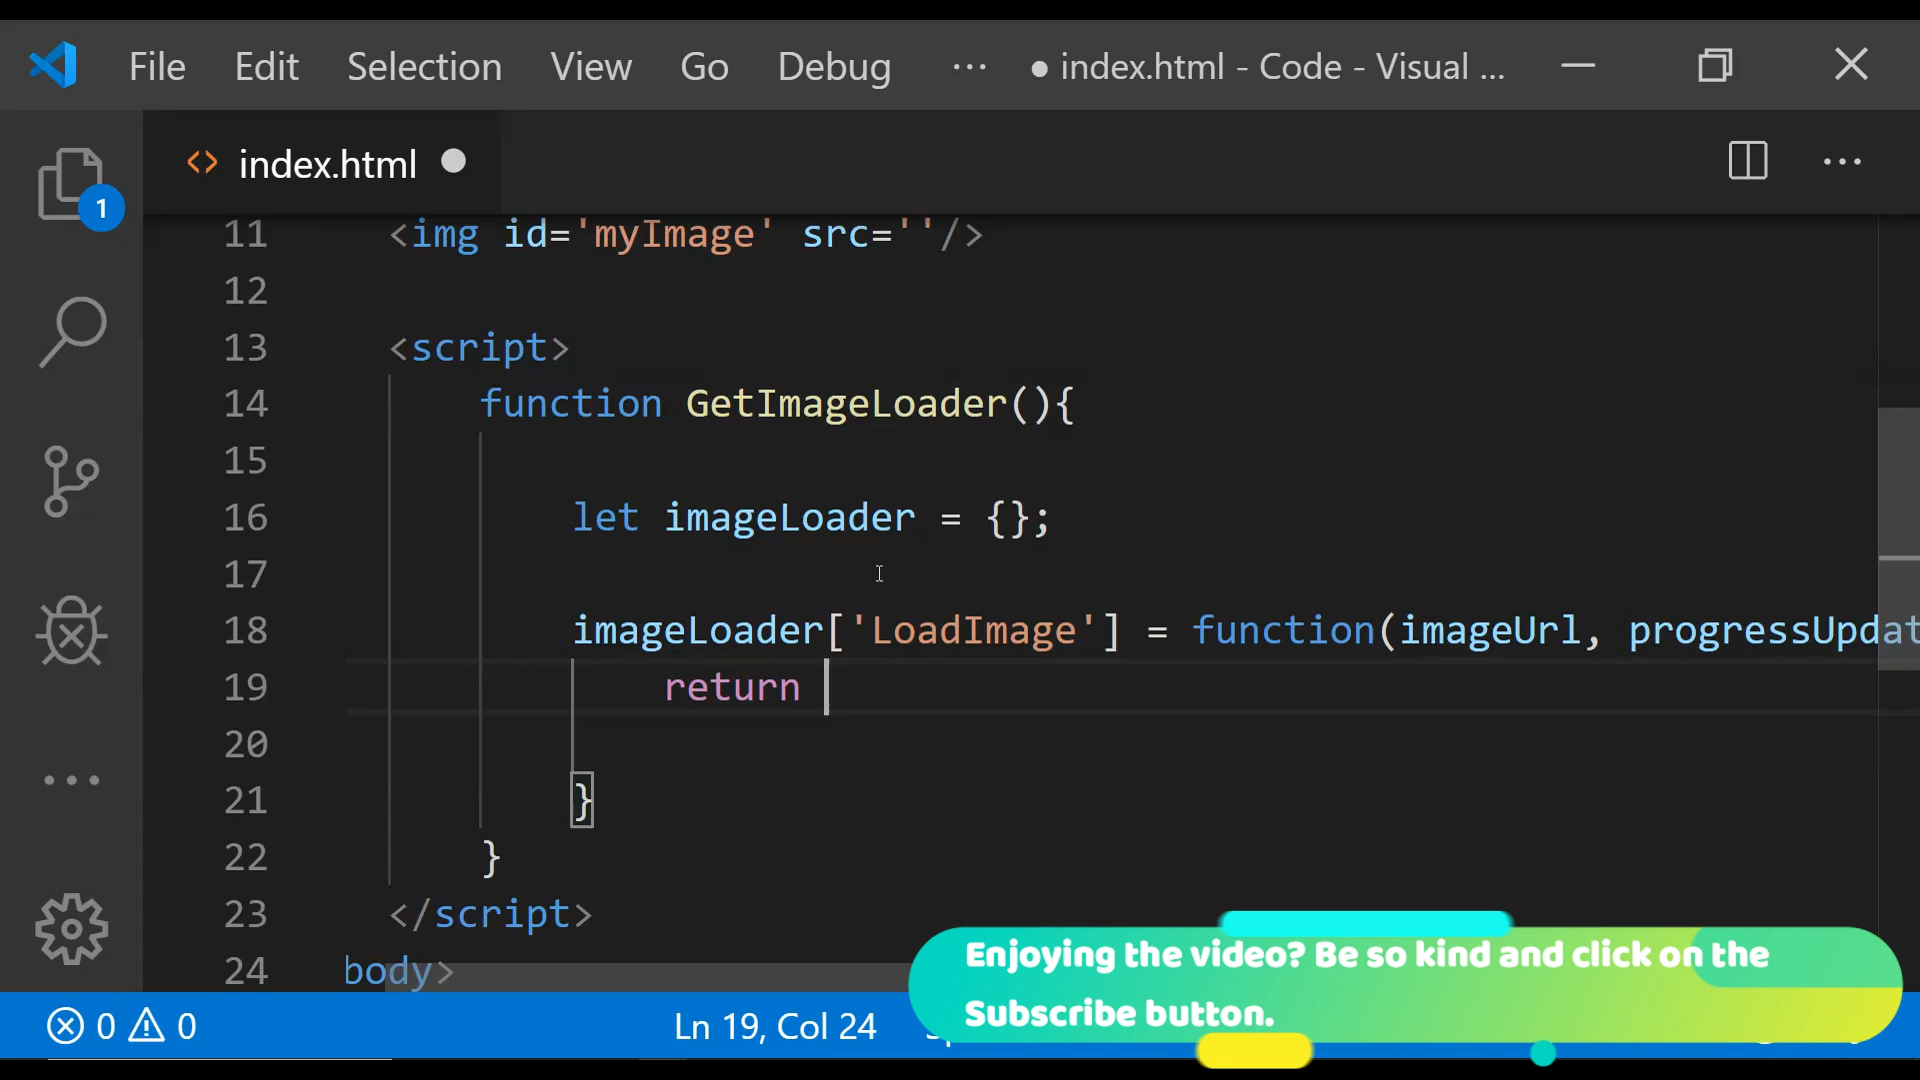 File Edit Selection View Go Debug ··· ● index.html - Code - Visual ...
<> index.html ● ···
1
11 <img id='myImage' src=''/>
12
13 <script>
14 function GetImageLoader(){
15
16 let imageLoader = {};
17
18 imageLoader['LoadImage'] = function(imageUrl, progressUpdat
19 return
20
21 }
22 }
23 </script>
24 body>
Enjoying the video? Be so kind and click on the
Subscribe button.
0 0 Ln 19, Col 24